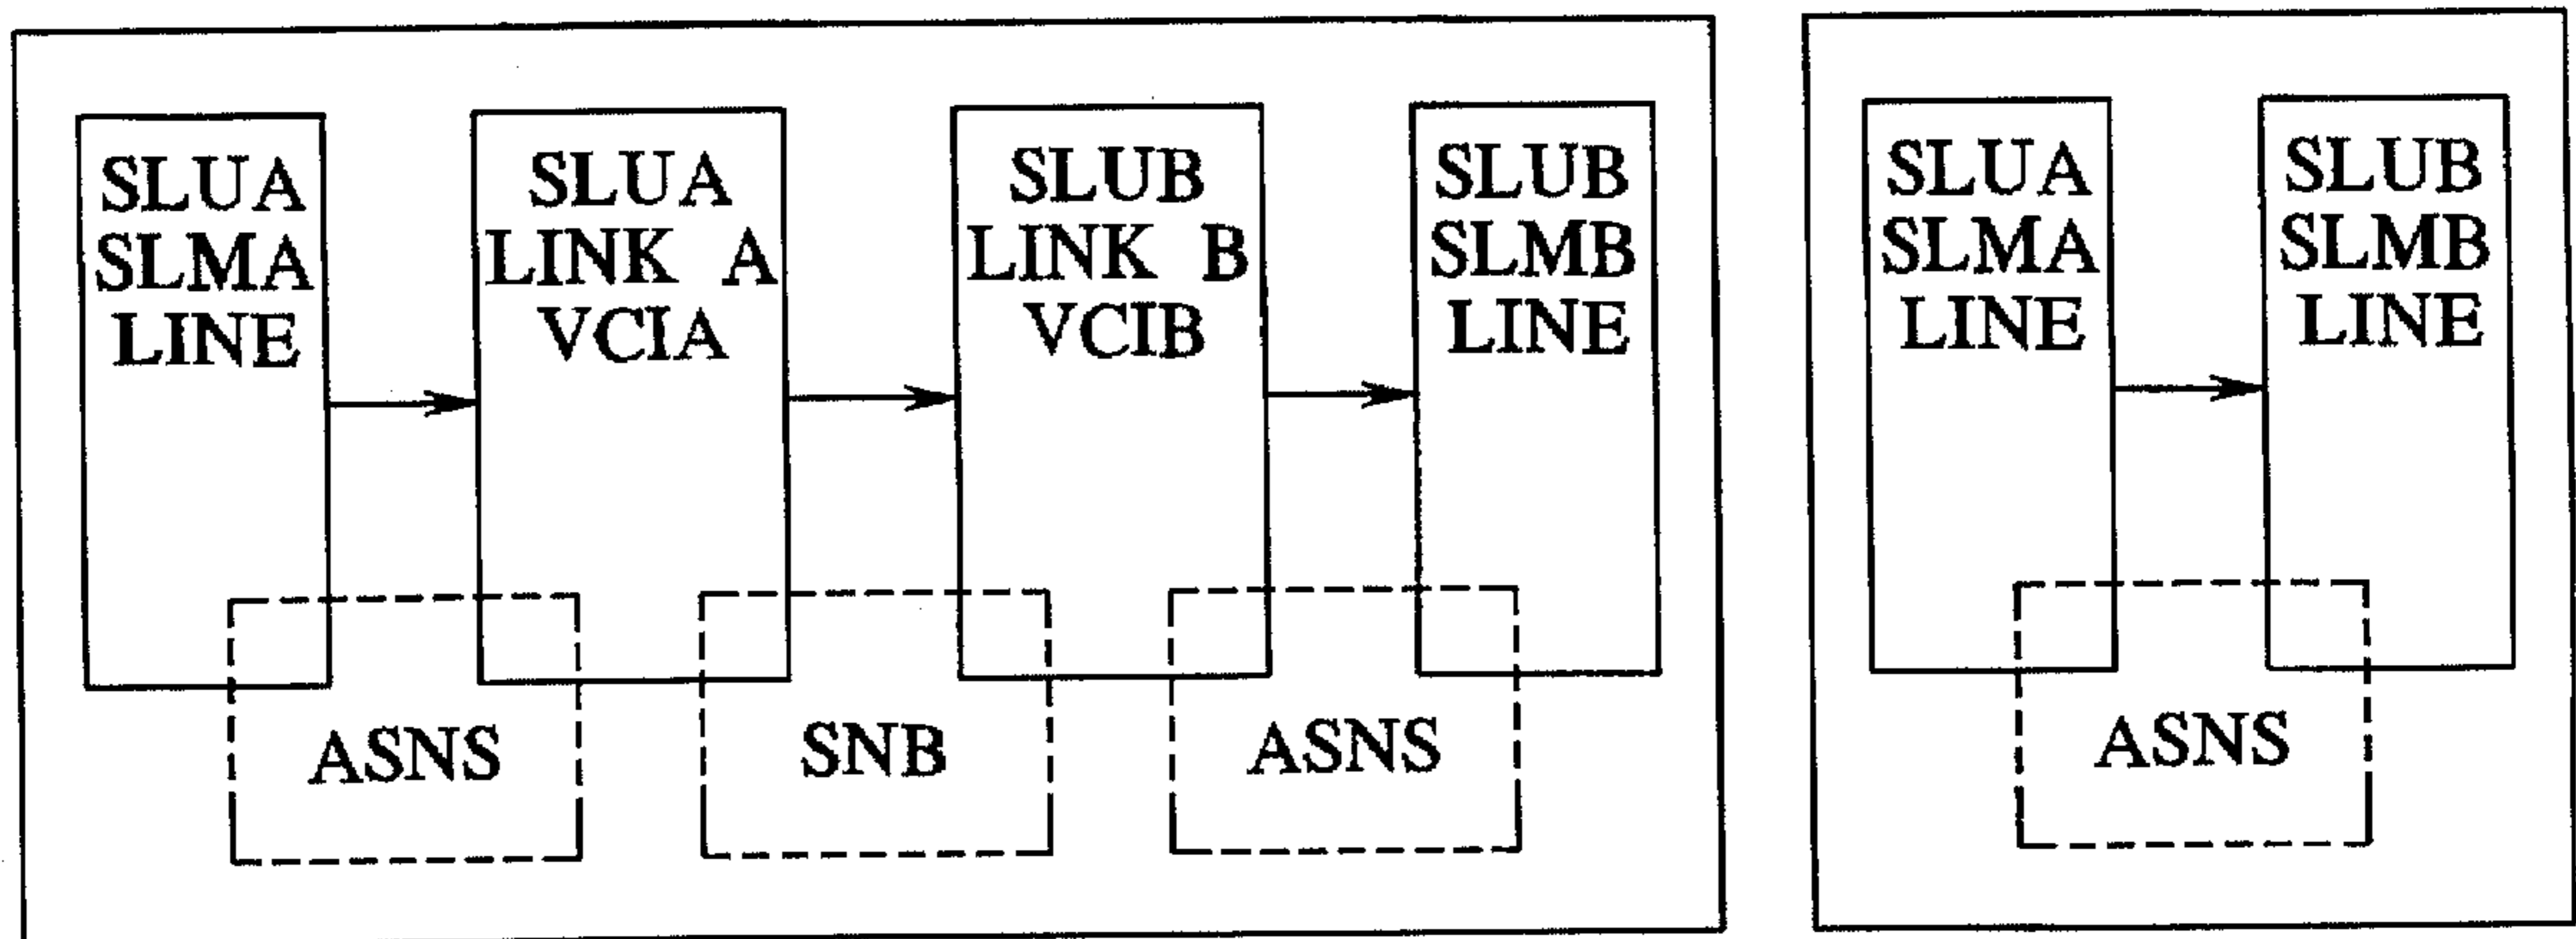 SLUA
SLMA
LINE
SLUA
LINK A
VCIA
SLUB
LINK B
VCIB
SLUB
SLMB
LINE
ASNS
SNB
ASNS
SLUA
SLMA
LINE
SLUB
SLMB
LINE
ASNS